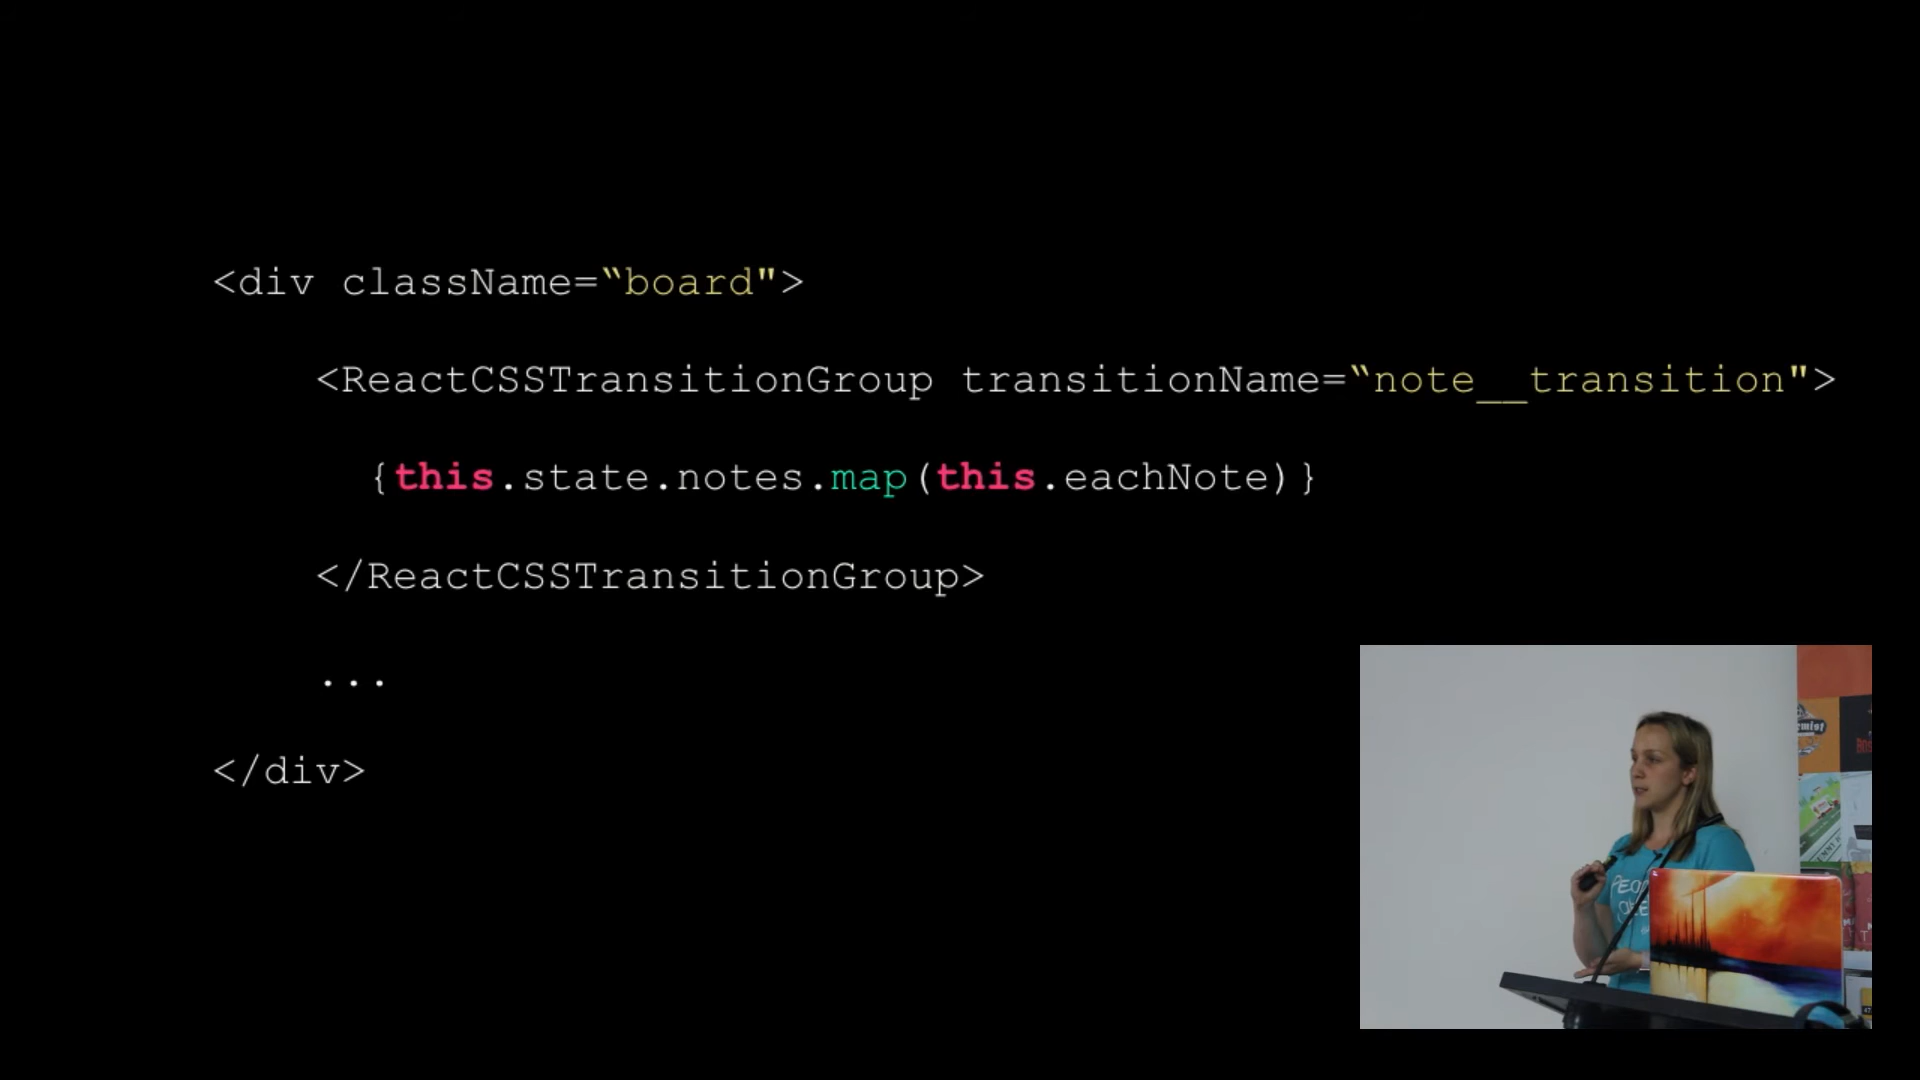 <div className=“board">
<ReactCSSTransitionGroup transitionName=“note__transition">
{this.state.notes.map(this.eachNote)}
</ReactCSSTransitionGroup>
...
</div>